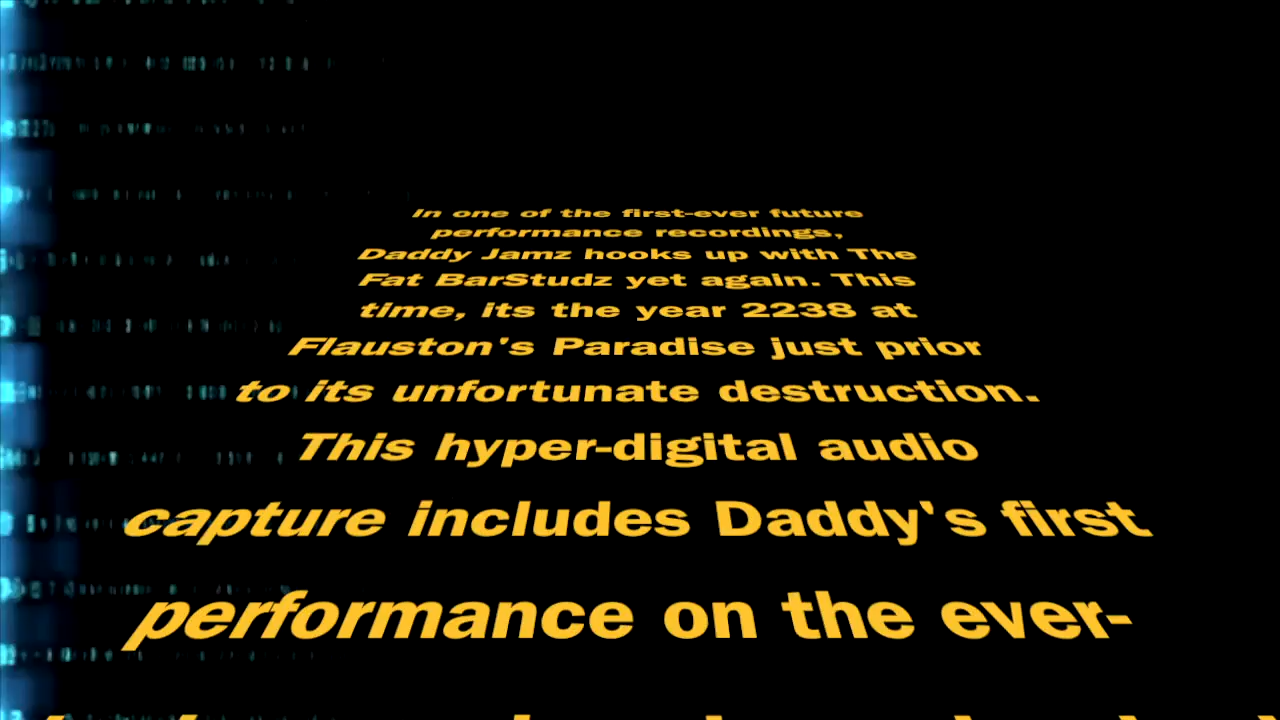 In one of the first-ever future
performance recordings,
Daddy Jamz hooks up with The
Fat BarStudz yet again. This
time, its the year 2238 at
Flauston's Paradise just prior
to its unfortunate destruction.
This hyper-digital audio
capture includes Daddy's first
performance on the ever-